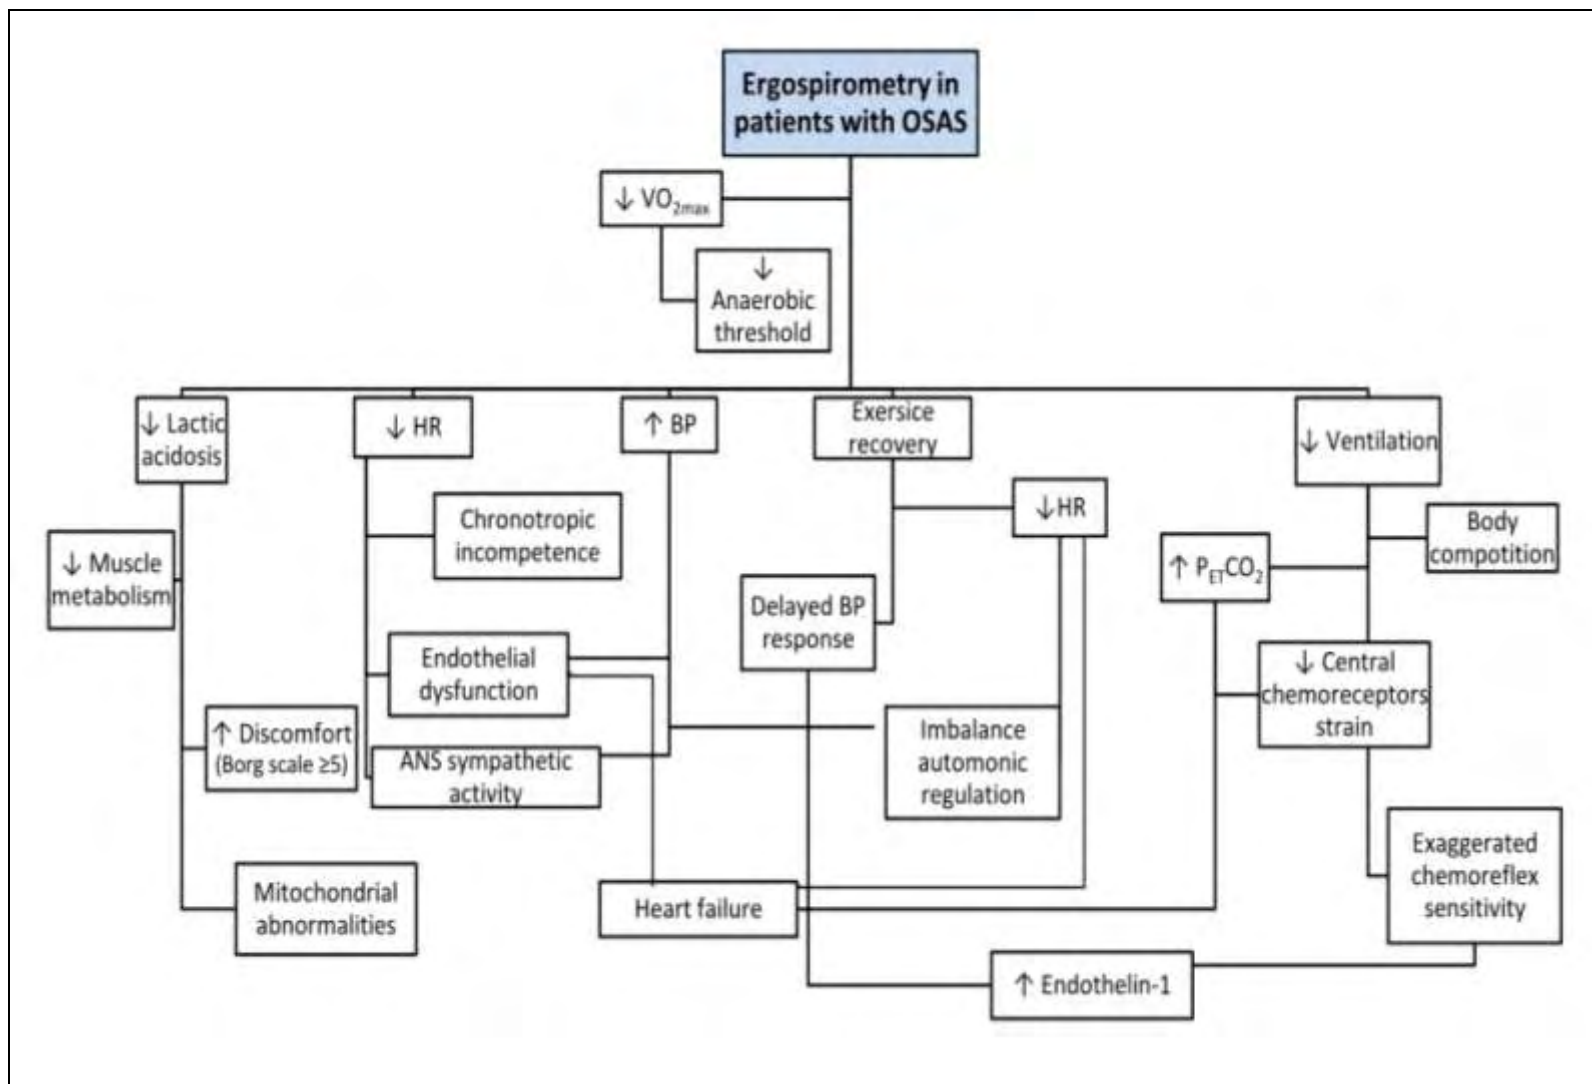 Ergospirometry in
patients with OSAS
↓ VO2max
↓
Anaerobic
threshold
↓ Lactic
acidosis
↓ HR
↑ BP
Exersice
recovery
↓ Ventilation
↓HR
Chronotropic
incompetence
Body
compotition
↓ Muscle
metabolism
↑ PETCO2
Delayed BP
response
Endothelial
dysfunction
↓ Central
chemoreceptors
strain
↑ Discomfort
(Borg scale ≥5)
ANS sympathetic
activity
Imbalance
automonic
regulation
Mitochondrial
abnormalities
Heart failure
Exaggerated
chemoreflex
sensitivity
↑ Endothelin-1